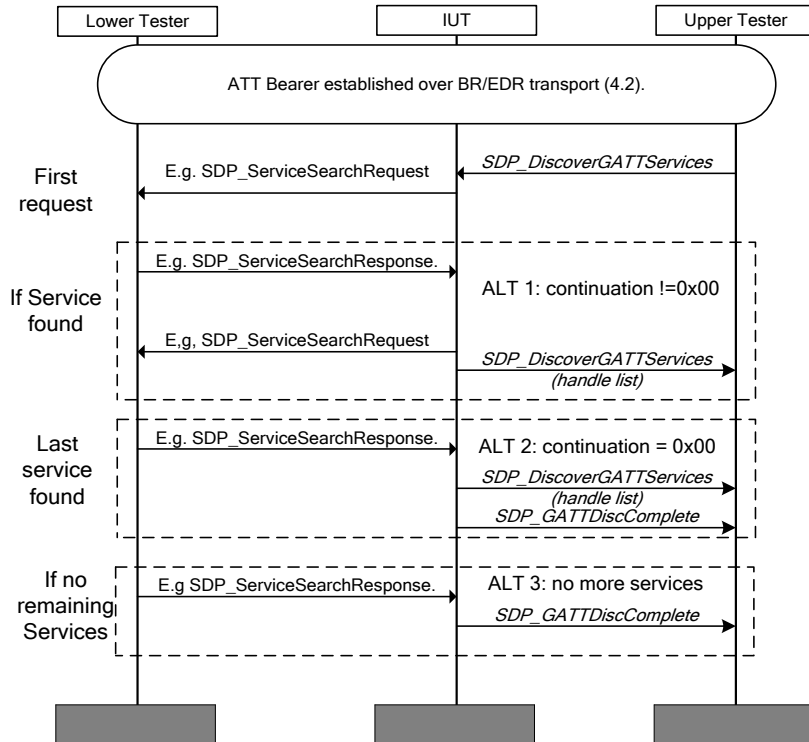 Lower Tester
IUT
Upper Tester
ATT Bearer established over BR/EDR transport (4.2).
First
request
E.g. SDP_ServiceSearchRequest
SDP_DiscoverGATTServices
If Service
found
E.g. SDP_ServiceSearchResponse.
ALT 1: continuation !=0x00
E,g, SDP_ServiceSearchRequest
SDP_DiscoverGATTServices
(handle list)
Last
service
found
E.g. SDP_ServiceSearchResponse.
ALT 2: continuation = 0x00
SDP_DiscoverGATTServices
(handle list)
SDP_GATTDiscComplete
If no
remaining
Services
E.g SDP_ServiceSearchResponse.
ALT 3: no more services
SDP_GATTDiscComplete